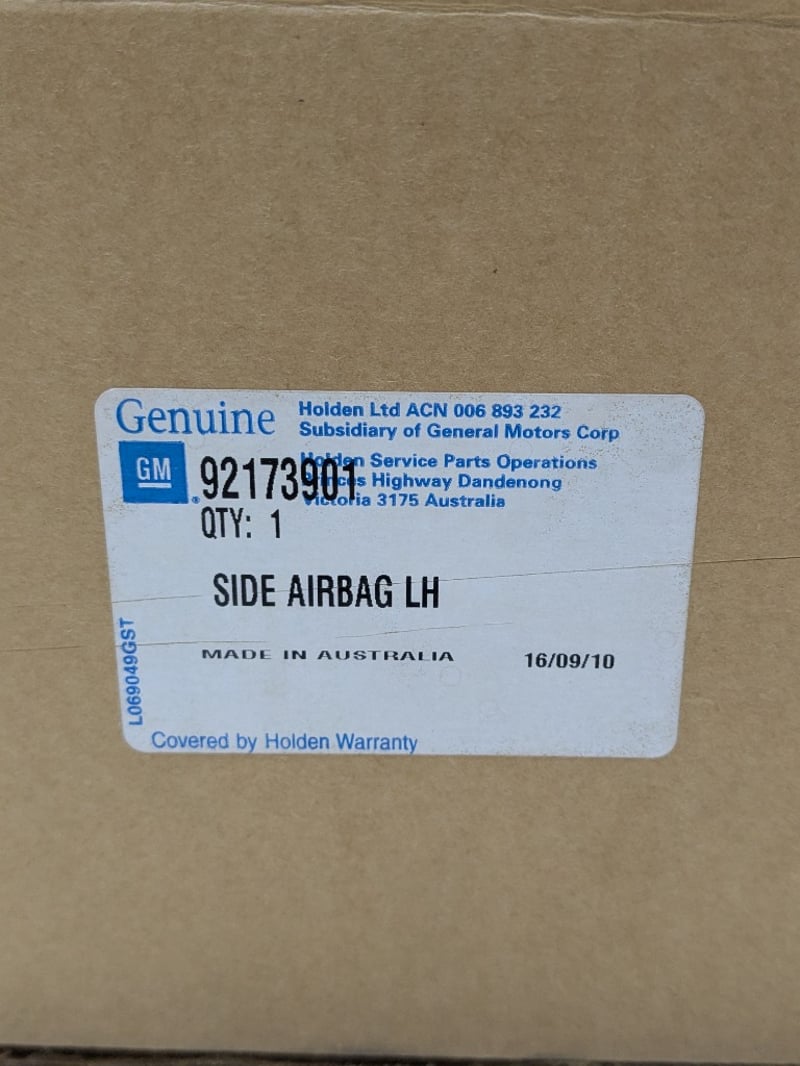 Genuine
Holden Ltd ACN 006 893 232
Subsidiary of General Motors Corp
GM
92173901
Holden Service Parts Operations
Princes Highway Dandenong
Victoria 3175 Australia
QTY: 1
SIDE AIRBAG LH
MADE IN AUSTRALIA
16/09/10
L069049GST
Covered by Holden Warranty